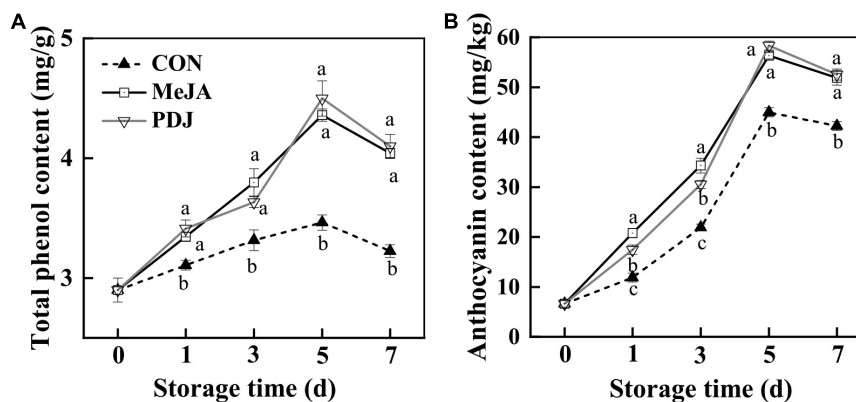 A
Total phenol content (mg/g)
5
4
3
CON
MeJA
PDJ
a
a
a
a
a
a
a
a
b
b
b
b
0 1 3 5 7
Storage time (d)
B
Anthocyanin content (mg/kg)
60
50
40
30
20
10
0
a
b
c
a
b
c
a
a
b
a
a
b
0 1 3 5 7
Storage time (d)